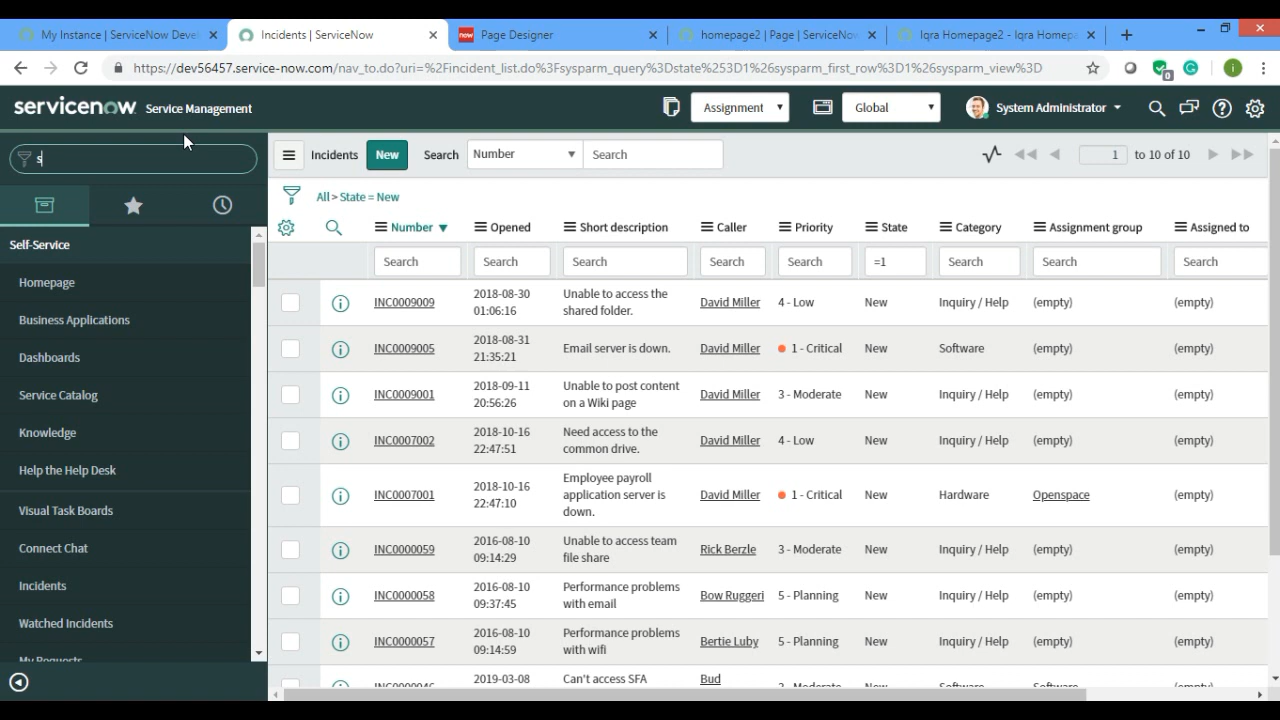 My Instance | ServiceNow Devel
Incidents | ServiceNow
now
Page Designer
homepage2 | Page | ServiceNow
Iqra Homepage2 - Iqra Homepa
https://dev56457.service-now.com/nav_to.do?uri=%2Fincident_list.do%3Fsysparm_query%3Dstate%253D1%26sysparm_first_row%3D1%26sysparm_view%3D
0
i
servicenow Service Management
Assignment
Global
System Administrator
s
Incidents
New
Search
Number
Search
1 to 10 of 10
All > State = New
Number
Opened
Short description
Caller
Priority
State
Category
Assignment group
Assigned to
Search
Search
Search
Search
Search
=1
Search
Search
Search
Self-Service
Homepage
Business Applications
Dashboards
Service Catalog
Knowledge
Help the Help Desk
Visual Task Boards
Connect Chat
Incidents
Watched Incidents
My Requests
INC0009009
2018-08-30
01:06:16
Unable to access the
shared folder.
David Miller
4 - Low
New
Inquiry / Help
(empty)
(empty)
INC0009005
2018-08-31
21:35:21
Email server is down.
David Miller
1 - Critical
New
Software
(empty)
(empty)
INC0009001
2018-09-11
20:56:26
Unable to post content
on a Wiki page
David Miller
3 - Moderate
New
Inquiry / Help
(empty)
(empty)
INC0007002
2018-10-16
22:47:51
Need access to the
common drive.
David Miller
4 - Low
New
Inquiry / Help
(empty)
(empty)
INC0007001
2018-10-16
22:47:10
Employee payroll
application server is
down.
David Miller
1 - Critical
New
Hardware
Openspace
(empty)
INC0000059
2016-08-10
09:14:29
Unable to access team
file share
Rick Berzle
3 - Moderate
New
Inquiry / Help
(empty)
(empty)
INC0000058
2016-08-10
09:37:45
Performance problems
with email
Bow Ruggeri
5 - Planning
New
Inquiry / Help
(empty)
(empty)
INC0000057
2016-08-10
09:14:59
Performance problems
with wifi
Bertie Luby
5 - Planning
New
Inquiry / Help
(empty)
(empty)
2019-03-08
Can't access SFA
Bud
New
Software
Software
(empty)